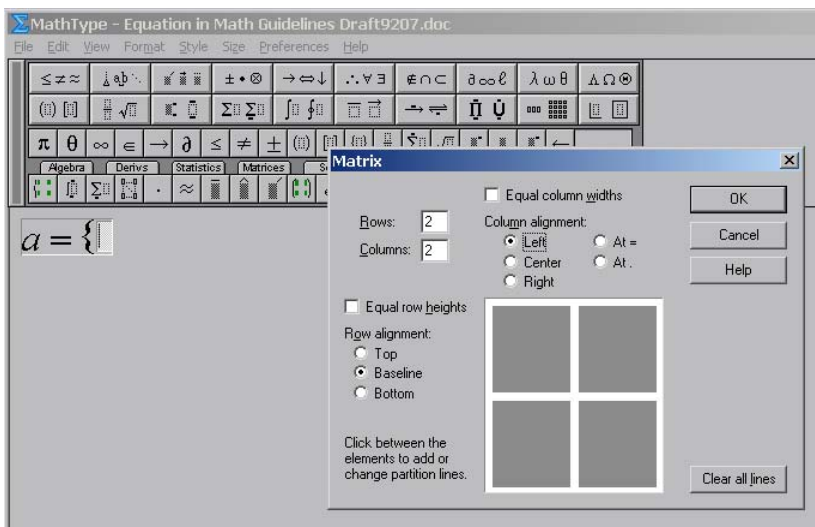 MathType - Equation in Math Guidelines Draft9207.doc
File Edit View Format Style Size Preferences Help
≤≠≈ ±•⊗ →⇔↓ ∴∀∃ ∉∩⊂ ∂∞ℓ λωθ ΛΩ⊛
π θ ∞ ∈ → ∂ ≤ ≠ ±
Algebra Derivs Statistics Matrices
Matrix
Equal column widths
OK
Rows: 2
Column alignment:
Left At =
Cancel
Columns: 2
Center At .
Help
Right
Equal row heights
Row alignment:
Top
Baseline
Bottom
Click between the
elements to add or
change partition lines.
Clear all lines
a = {